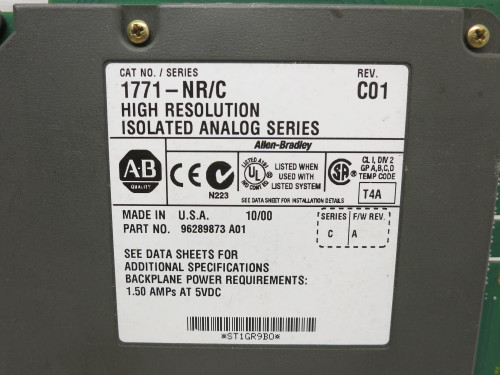 CAT NO. / SERIES
REV.
1771-NR/C
C01
HIGH RESOLUTION
ISOLATED ANALOG SERIES
Allen-Bradley
A-B
QUALITY
CE
N223
UL
LISTED WHEN
USED WITH
LISTED SYSTEM
SA
CL I, DIV 2
GP A,B,C,D
TEMP CODE
T4A
SEE DATA SHEET FOR INSTALLATION DETAILS
MADE IN U.S.A. 10/00
PART NO. 96289873 A01
SERIES F/W REV.
C A
SEE DATA SHEETS FOR
ADDITIONAL SPECIFICATIONS
BACKPLANE POWER REQUIREMENTS:
1.50 AMPs AT 5VDC
*ST1GR9B0*